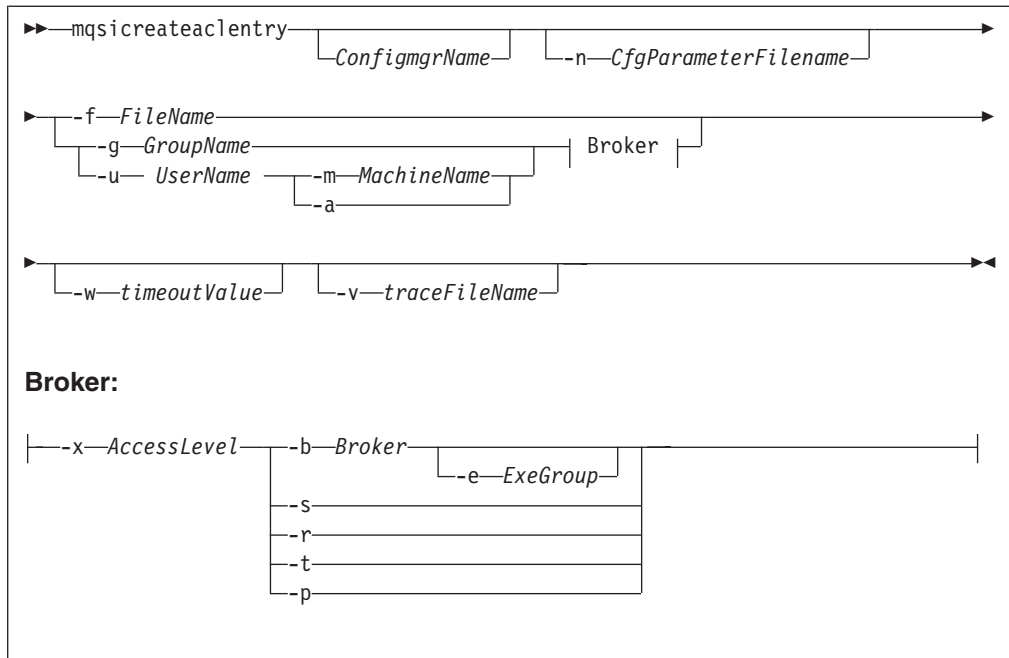 mqsicreateaclentry
ConfigmgrName -n CfgParameterFilename
-f FileName
-g GroupName Broker
-u UserName -m MachineName
-a
-w timeoutValue -v traceFileName
Broker:
-x AccessLevel -b Broker
-e ExeGroup
-s
-r
-t
-p